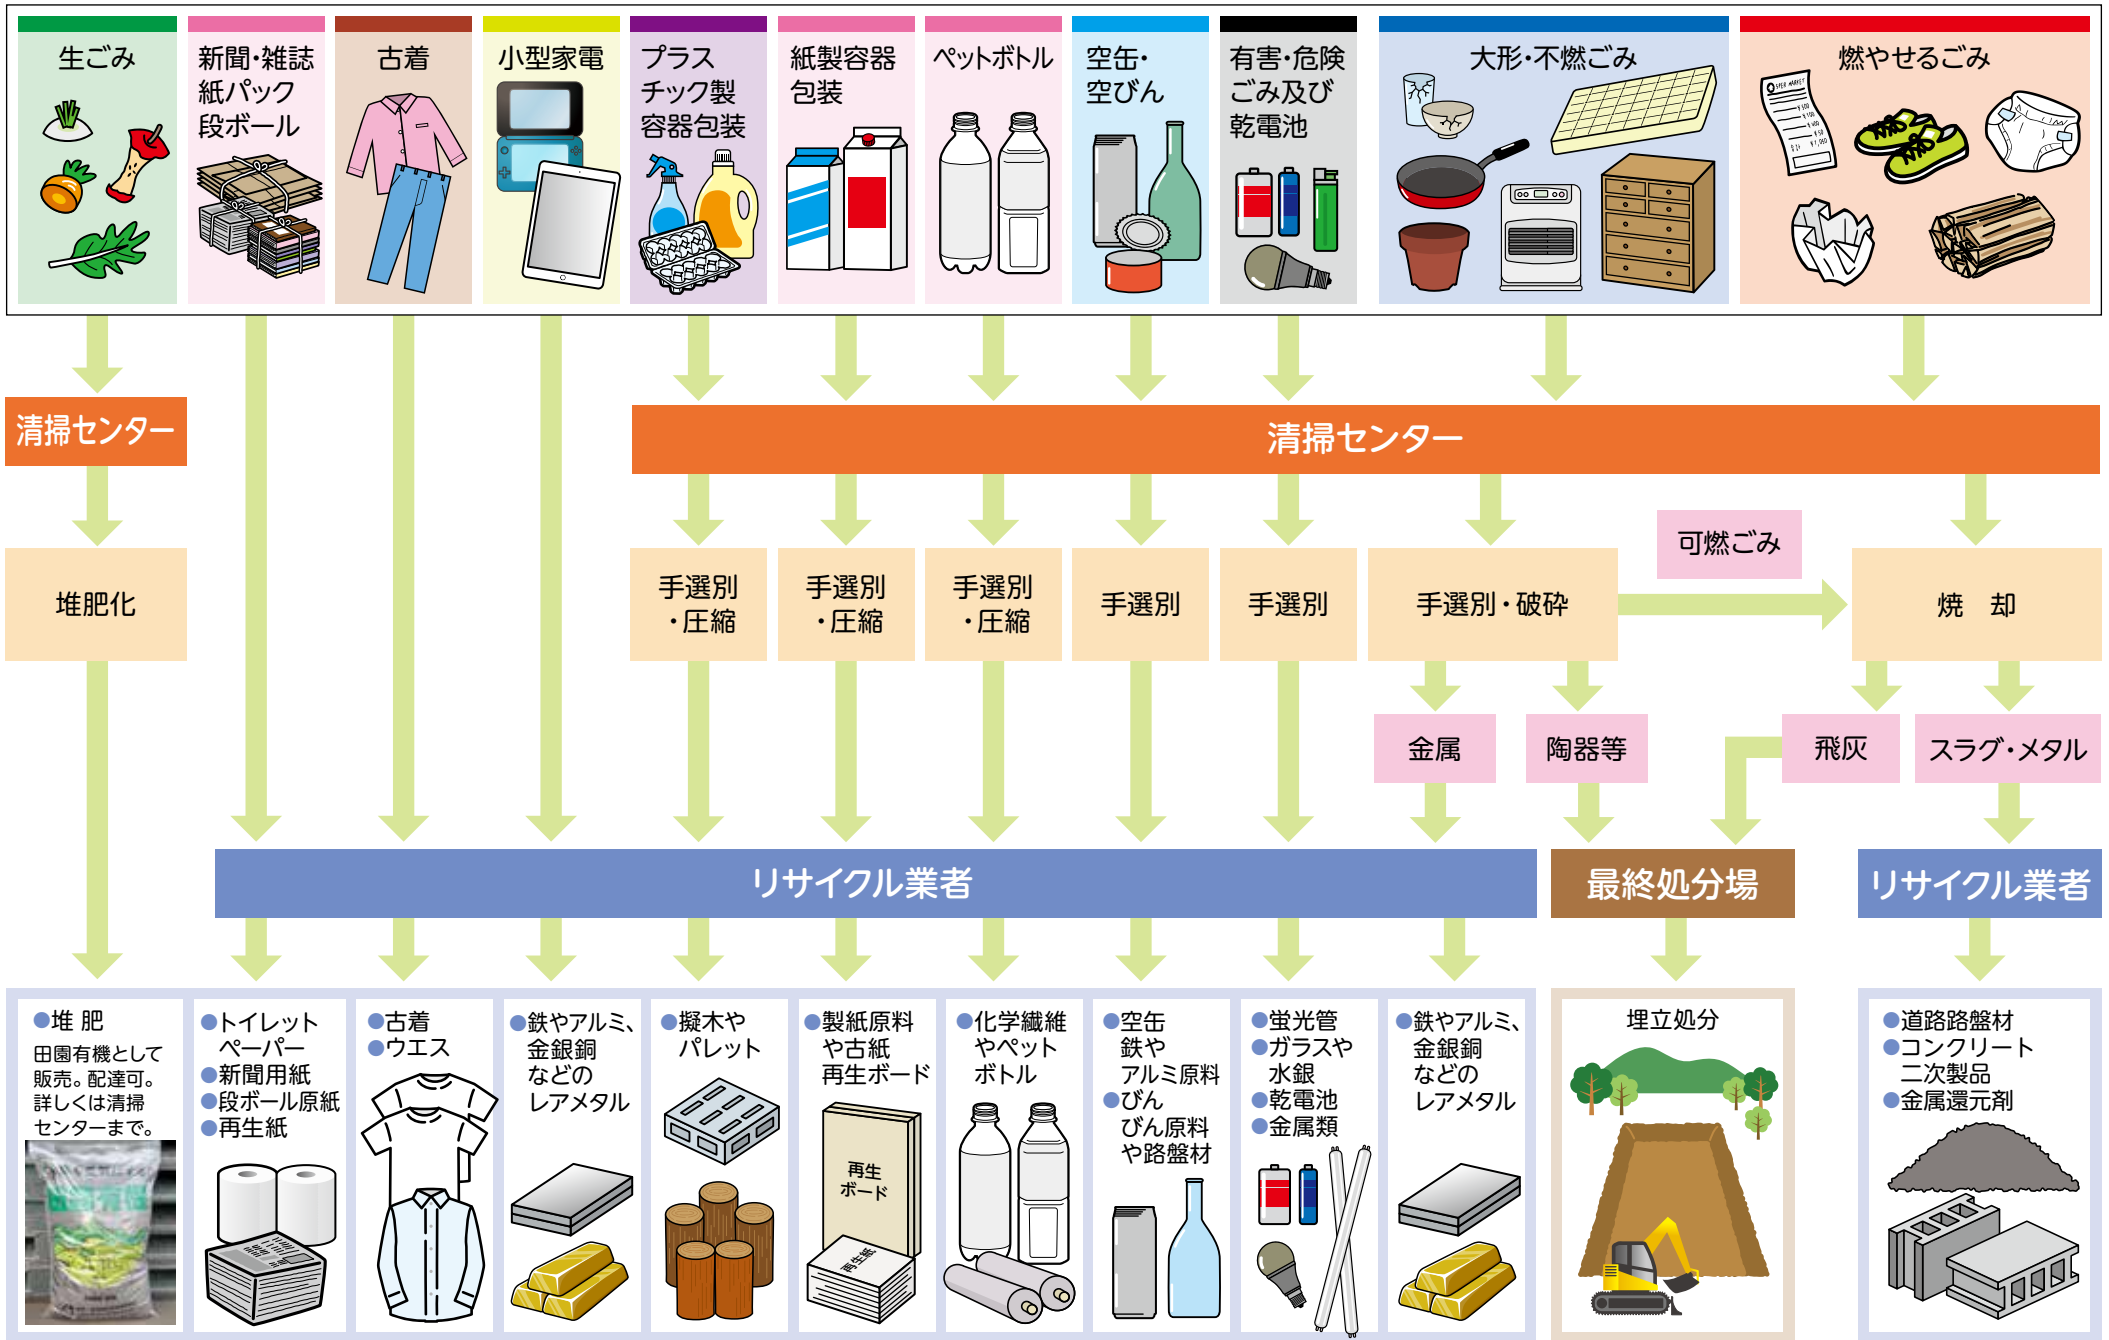 生ごみ
新聞・雑誌
紙パック
段ボール
古着
小型家電
プラス
チック製
容器包装
紙製容器
包装
ペットボトル
空缶・
空びん
有害・危険
ごみ及び
乾電池
大形・不燃ごみ
燃やせるごみ
清掃センター
清掃センター
可燃ごみ
堆肥化
手選別
・圧縮
手選別
・圧縮
手選別
・圧縮
手選別
手選別
手選別・破砕
焼 却
金属
陶器等
飛灰
スラグ・メタル
リサイクル業者
最終処分場
リサイクル業者
●堆 肥
田園有機として
販売。配達可。
詳しくは清掃
センターまで。
●トイレット
ペーパー
●新聞用紙
●段ボール原紙
●再生紙
●古着
●ウエス
●鉄やアルミ、
金銀銅
などの
レアメタル
●擬木や
パレット
●製紙原料
や古紙
再生ボード
再生
ボード
再生紙
●化学繊維
やペット
ボトル
●空缶
鉄や
アルミ原料
●びん
びん原料
や路盤材
●蛍光管
●ガラスや
水銀
●乾電池
●金属類
●鉄やアルミ、
金銀銅
などの
レアメタル
埋立処分
●道路路盤材
●コンクリート
二次製品
●金属還元剤